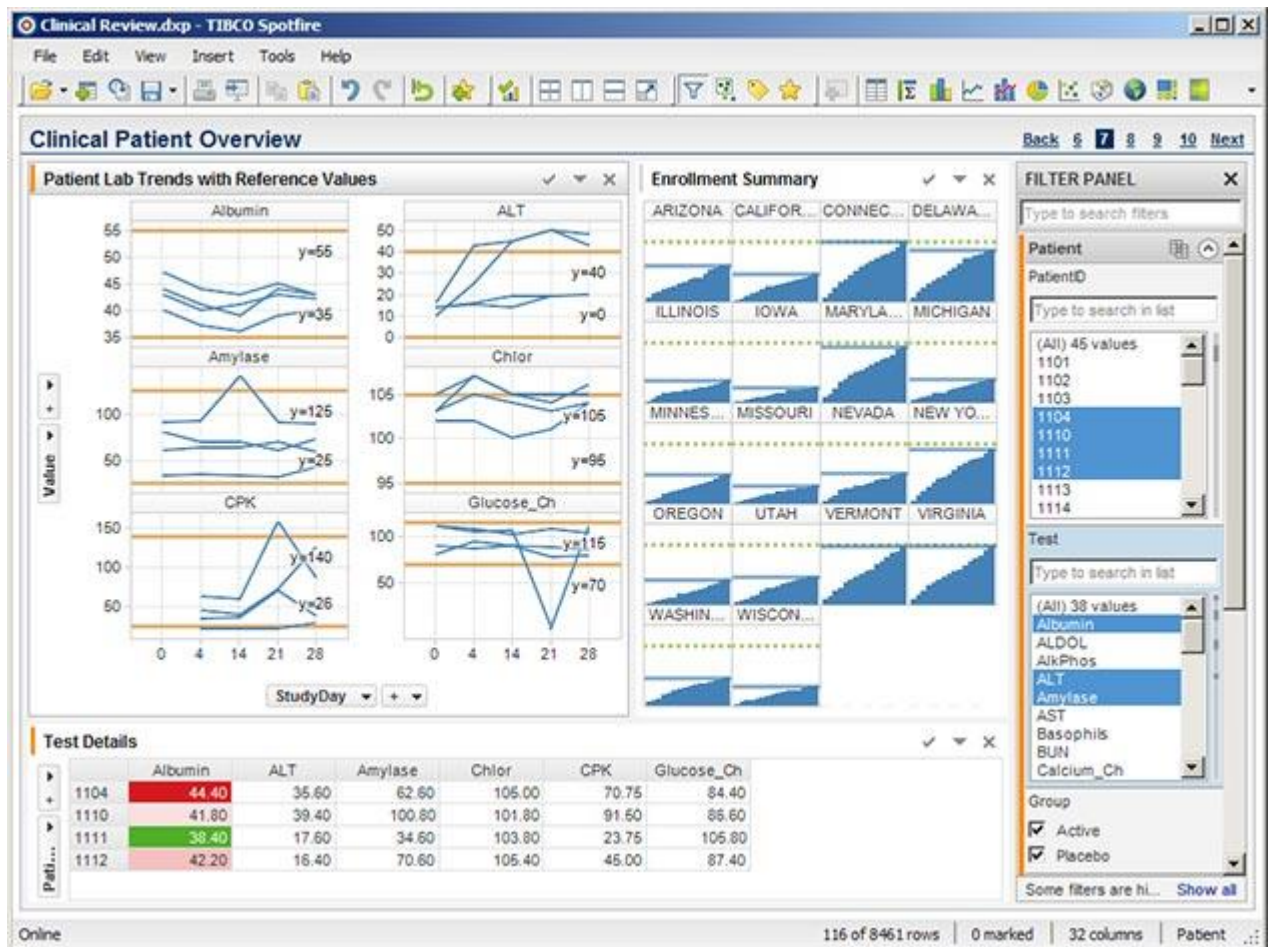 Clinical Review.dxp - TIBCO Spotfire
File Edit View Insert Tools Help
Clinical Patient Overview
Back 6 7 8 9 10 Next
Patient Lab Trends with Reference Values
Albumin
55
50
45
40
35
y=55
y=35
ALT
50
40
30
20
10
0
y=40
y=0
Amylase
100
50
y=125
y=25
Chlor
105
100
95
y=105
y=95
CPK
150
100
50
y=140
y=26
Glucose_Ch
100
50
y=115
y=70
0 4 14 21 28
0 4 14 21 28
Value
StudyDay +
Enrollment Summary
ARIZONA CALIFOR... CONNEC... DELAWA...
ILLINOIS IOWA MARYLA... MICHIGAN
MINNES... MISSOURI NEVADA NEW YO...
OREGON UTAH VERMONT VIRGINIA
WASHIN... WISCON...
FILTER PANEL
Type to search filters
Patient
PatientID
Type to search in list
(All) 45 values
1101
1102
1103
1104
1110
1111
1112
1113
1114
Test
Type to search in list
(All) 38 values
Albumin
ALDOL
AlkPhos
ALT
Amylase
AST
Basophils
BUN
Calcium_Ch
Group
Active
Placebo
Some filters are hi... Show all
Test Details
Albumin ALT Amylase Chlor CPK Glucose_Ch
1104 44.40 35.60 62.60 105.00 70.75 84.40
1110 41.80 39.40 100.80 101.80 91.60 86.60
1111 38.40 17.60 34.60 103.80 23.75 105.80
1112 42.20 16.40 70.60 105.40 45.00 87.40
Pati...
Online 116 of 8461 rows 0 marked 32 columns Patient